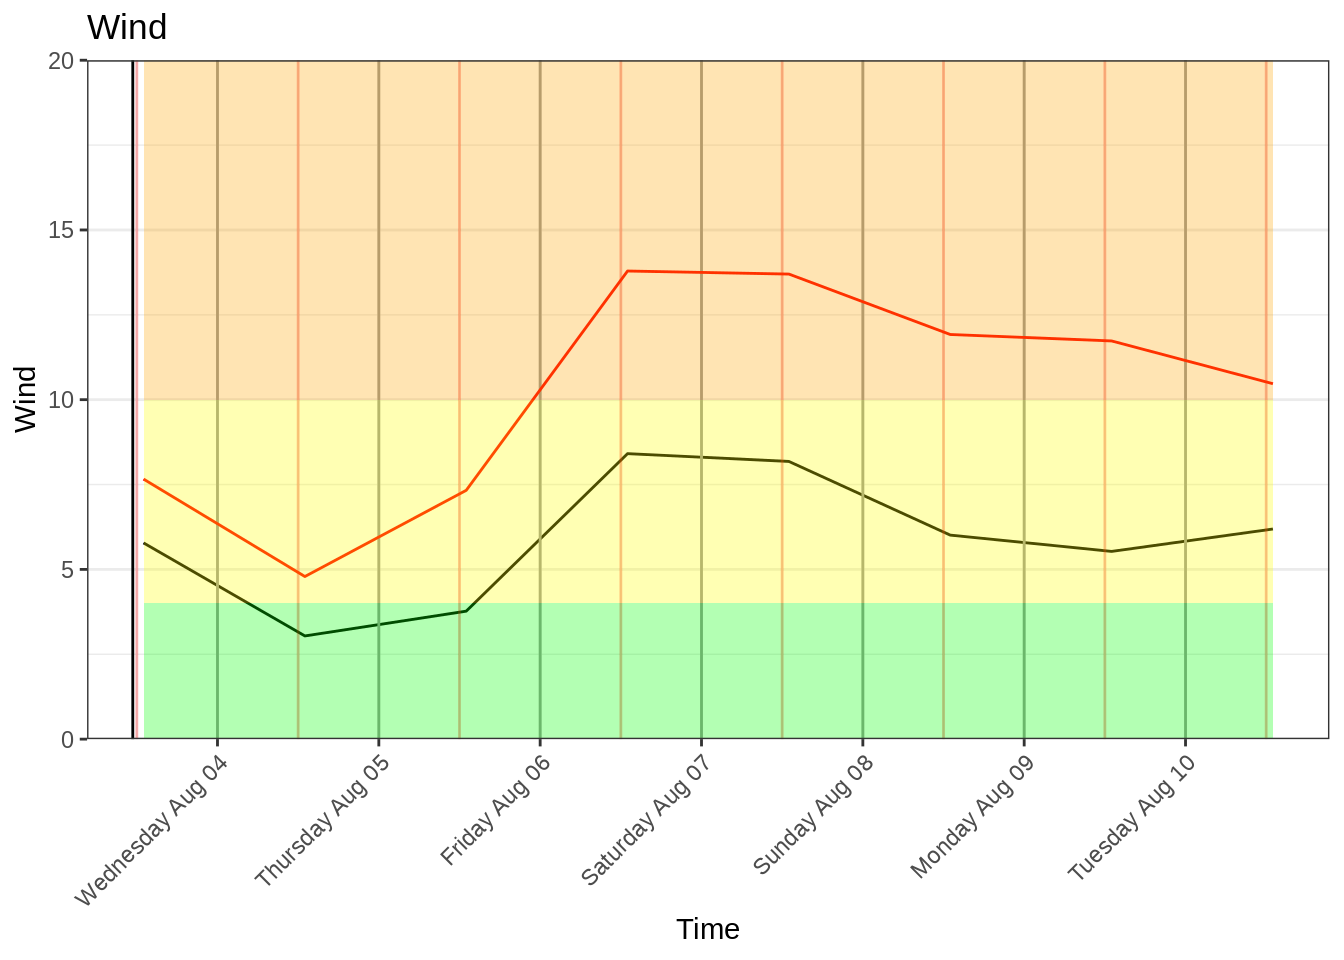 Wind
20
15
10
5
0
Wind
Wednesday Aug 04
Thursday Aug 05
Friday Aug 06
Saturday Aug 07
Sunday Aug 08
Monday Aug 09
Tuesday Aug 10
Time